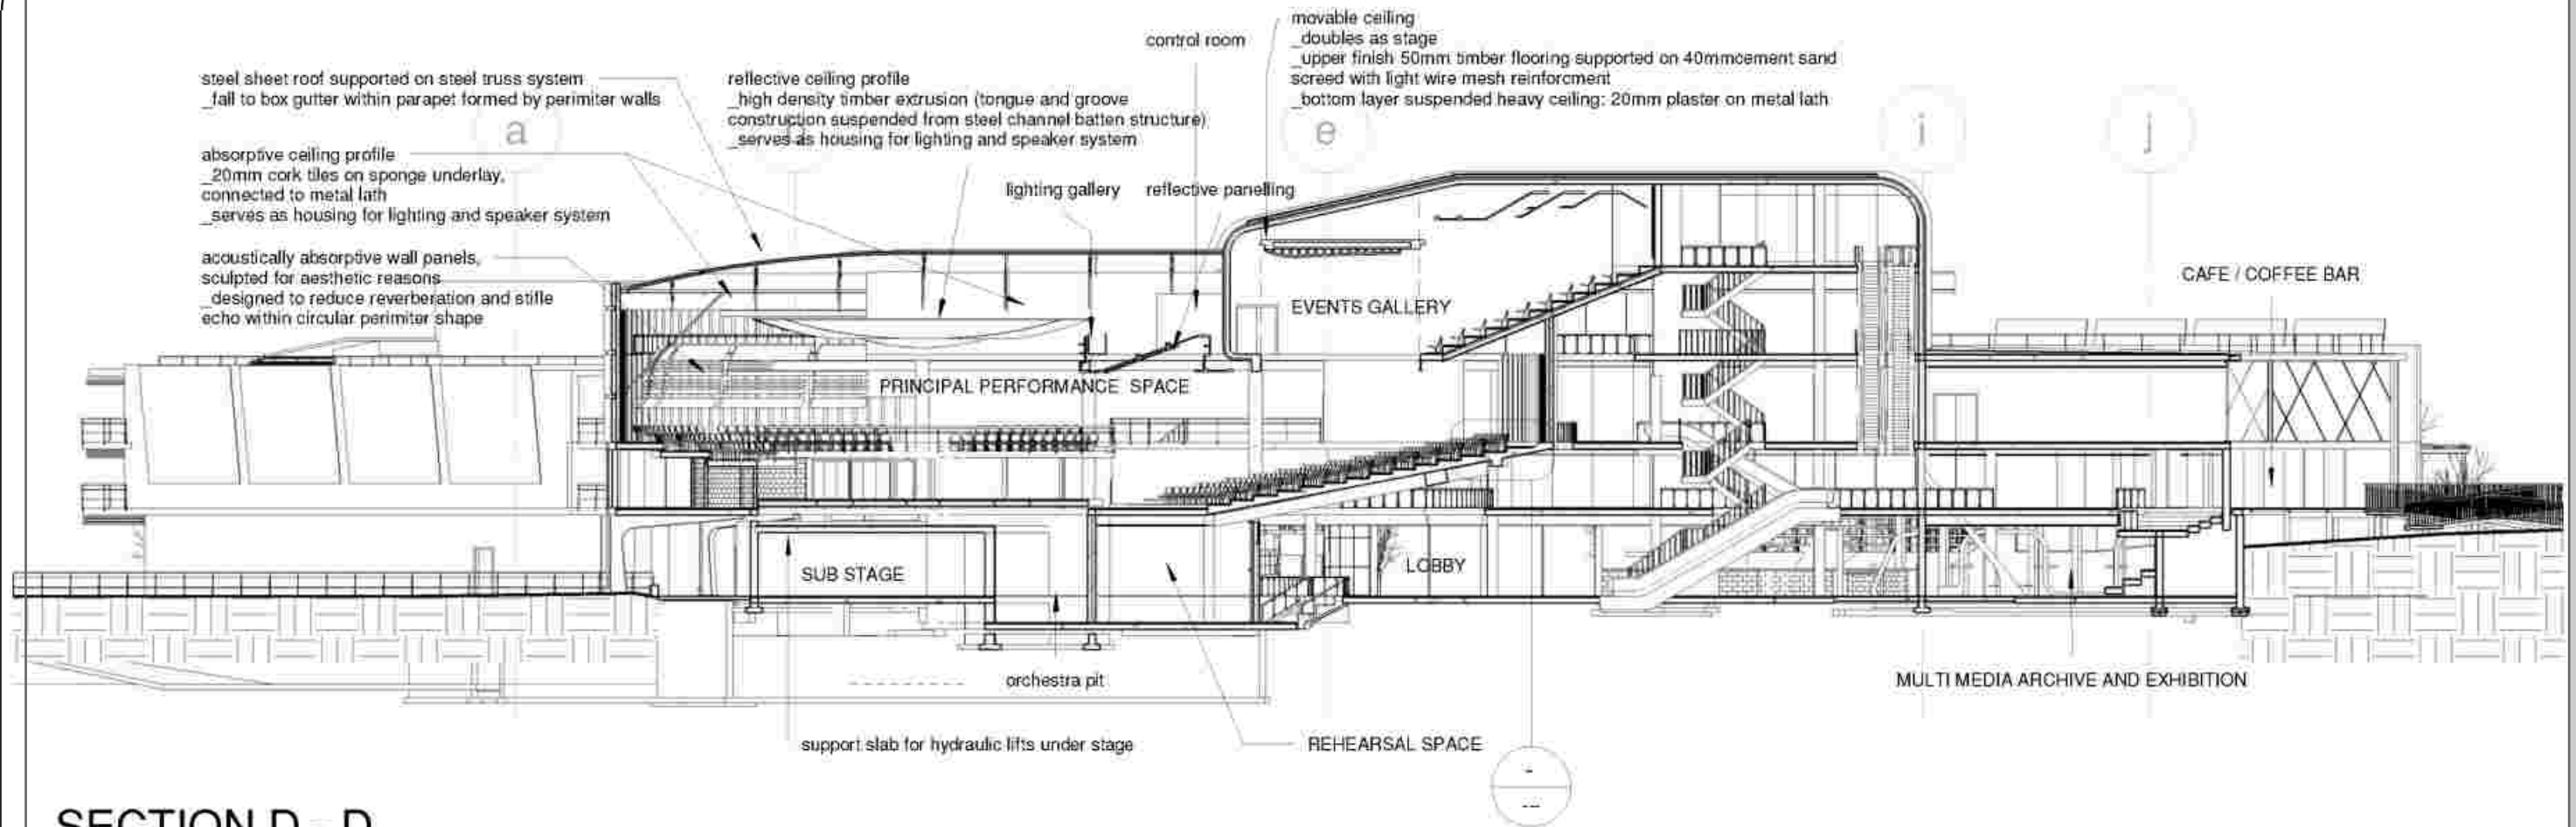 movable ceiling
_doubles as stage
_upper finish 50mm timber flooring supported on 40mmcement sand
screed with light wire mesh reinforcment
_bottom layer suspended heavy ceiling: 20mm plaster on metal lath
control room
steel sheet roof supported on steel truss system
_fall to box gutter within parapet formed by perimiter walls
reflective ceiling profile
_high density timber extrusion (tongue and groove
construction suspended from steel channel batten structure)
_serves as housing for lighting and speaker system
a
e
i
j
absorptive ceiling profile
_20mm cork tiles on sponge underlay,
connected to metal lath
_serves as housing for lighting and speaker system
lighting gallery
reflective panelling
acoustically absorptive wall panels,
sculpted for aesthetic reasons
_designed to reduce reverberation and stifle
echo within circular perimiter shape
CAFE / COFFEE BAR
EVENTS GALLERY
PRINCIPAL PERFORMANCE SPACE
SUB STAGE
LOBBY
orchestra pit
MULTI MEDIA ARCHIVE AND EXHIBITION
support slab for hydraulic lifts under stage
REHEARSAL SPACE
SECTION D - D